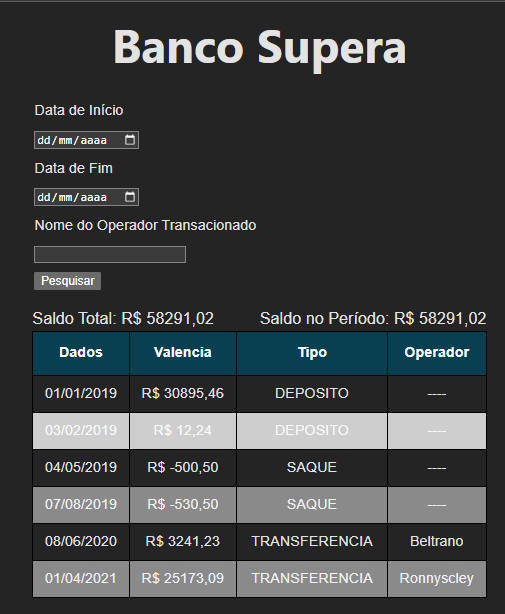 Banco Supera
Data de Início
dd/mm/aaaa
Data de Fim
dd/mm/aaaa
Nome do Operador Transacionado
Pesquisar
Saldo Total: R$ 58291,02 Saldo no Período: R$ 58291,02
Dados Valencia Tipo Operador
01/01/2019 R$ 30895,46 DEPOSITO ----
03/02/2019 R$ 12,24 DEPOSITO ----
04/05/2019 R$ -500,50 SAQUE ----
07/08/2019 R$ -530,50 SAQUE ----
08/06/2020 R$ 3241,23 TRANSFERENCIA Beltrano
01/04/2021 R$ 25173,09 TRANSFERENCIA Ronnyscley